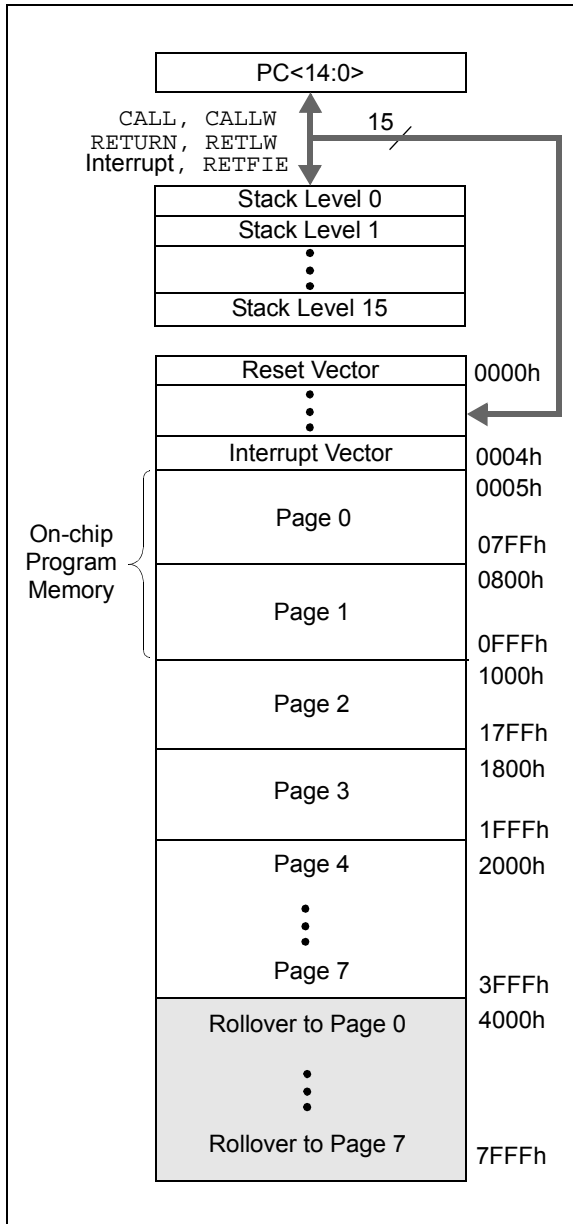 PC<14:0>
CALL, CALLW
15
RETURN, RETLW
Interrupt, RETFIE
Stack Level 0
Stack Level 1
Stack Level 15
Reset Vector
0000h
Interrupt Vector
0004h
0005h
On-chip
Program
Memory
Page 0
07FFh
0800h
Page 1
0FFFh
1000h
Page 2
17FFh
1800h
Page 3
1FFFh
Page 4
2000h
Page 7
3FFFh
Rollover to Page 0
4000h
Rollover to Page 7
7FFFh